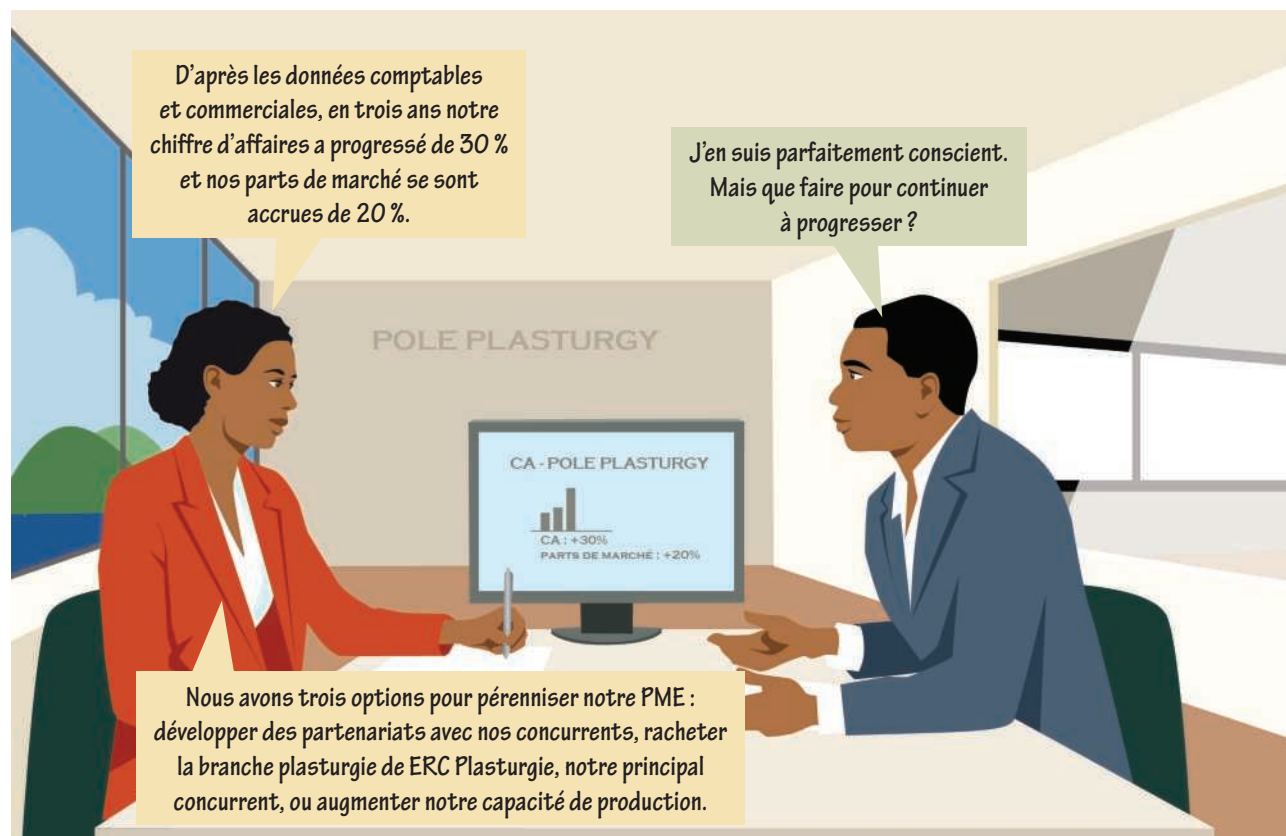 D'après les données comptables
et commerciales, en trois ans notre
chiffre d'affaires a progressé de 30 %
et nos parts de marché se sont
accrues de 20 %.
J'en suis parfaitement conscient.
Mais que faire pour continuer
à progresser ?
POLE PLASTURGY
CA - POLE PLASTURGY
CA : +30%
PARTS DE MARCHÉ : +20%
Nous avons trois options pour pérenniser notre PME :
développer des partenariats avec nos concurrents, racheter
la branche plasturgie de ERC Plasturgie, notre principal
concurrent, ou augmenter notre capacité de production.